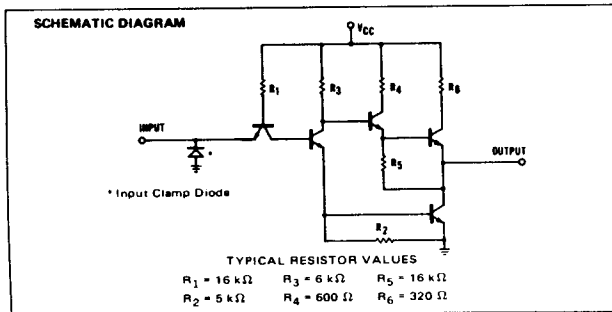 SCHEMATIC DIAGRAM
VCC
R1
R3
R4
R6
INPUT
*
R5
OUTPUT
* Input Clamp Diode
R2
TYPICAL RESISTOR VALUES
R1 = 16 kΩ R3 = 6 kΩ R5 = 16 kΩ
R2 = 5 kΩ R4 = 600 Ω R6 = 320 Ω